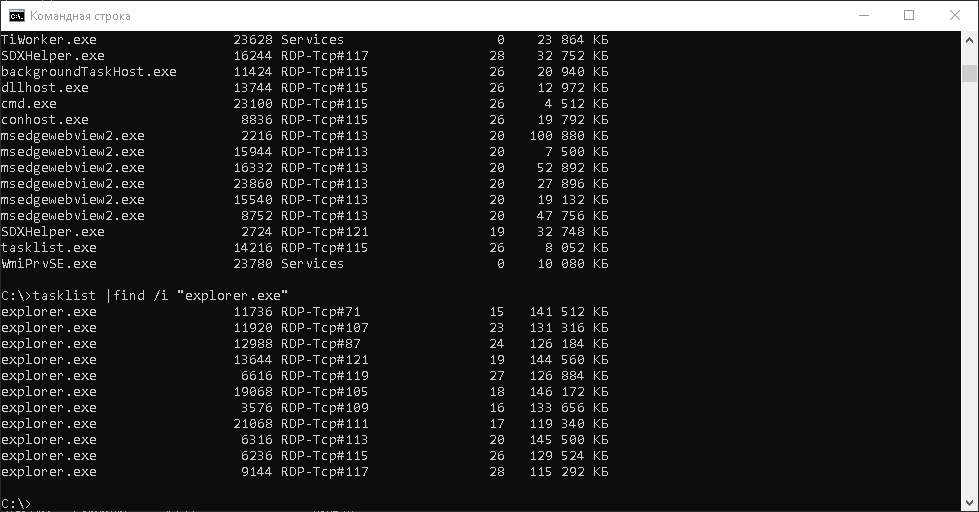 Командная строка
TiWorker.exe 23628 Services 0 23 864 КБ
SDXHelper.exe 16244 RDP-Tcp#117 28 32 752 КБ
backgroundTaskHost.exe 11424 RDP-Tcp#115 26 20 940 КБ
dllhost.exe 13744 RDP-Tcp#115 26 12 972 КБ
cmd.exe 23100 RDP-Tcp#115 26 4 512 КБ
conhost.exe 8836 RDP-Tcp#115 26 19 792 КБ
msedgewebview2.exe 2216 RDP-Tcp#113 20 100 880 КБ
msedgewebview2.exe 15944 RDP-Tcp#113 20 7 500 КБ
msedgewebview2.exe 16332 RDP-Tcp#113 20 52 892 КБ
msedgewebview2.exe 23860 RDP-Tcp#113 20 27 896 КБ
msedgewebview2.exe 15540 RDP-Tcp#113 20 19 132 КБ
msedgewebview2.exe 8752 RDP-Tcp#113 20 47 756 КБ
SDXHelper.exe 2724 RDP-Tcp#121 19 32 748 КБ
tasklist.exe 14216 RDP-Tcp#115 26 8 052 КБ
WmiPrvSE.exe 23780 Services 0 10 080 КБ
C:\>tasklist |find /i "explorer.exe"
explorer.exe 11736 RDP-Tcp#71 15 141 512 КБ
explorer.exe 11920 RDP-Tcp#107 23 131 316 КБ
explorer.exe 12988 RDP-Tcp#87 24 126 184 КБ
explorer.exe 13644 RDP-Tcp#121 19 144 560 КБ
explorer.exe 6616 RDP-Tcp#119 27 126 884 КБ
explorer.exe 19068 RDP-Tcp#105 18 146 172 КБ
explorer.exe 3576 RDP-Tcp#109 16 133 656 КБ
explorer.exe 21068 RDP-Tcp#111 17 119 340 КБ
explorer.exe 6316 RDP-Tcp#113 20 145 500 КБ
explorer.exe 6236 RDP-Tcp#115 26 129 524 КБ
explorer.exe 9144 RDP-Tcp#117 28 115 292 КБ
C:\>